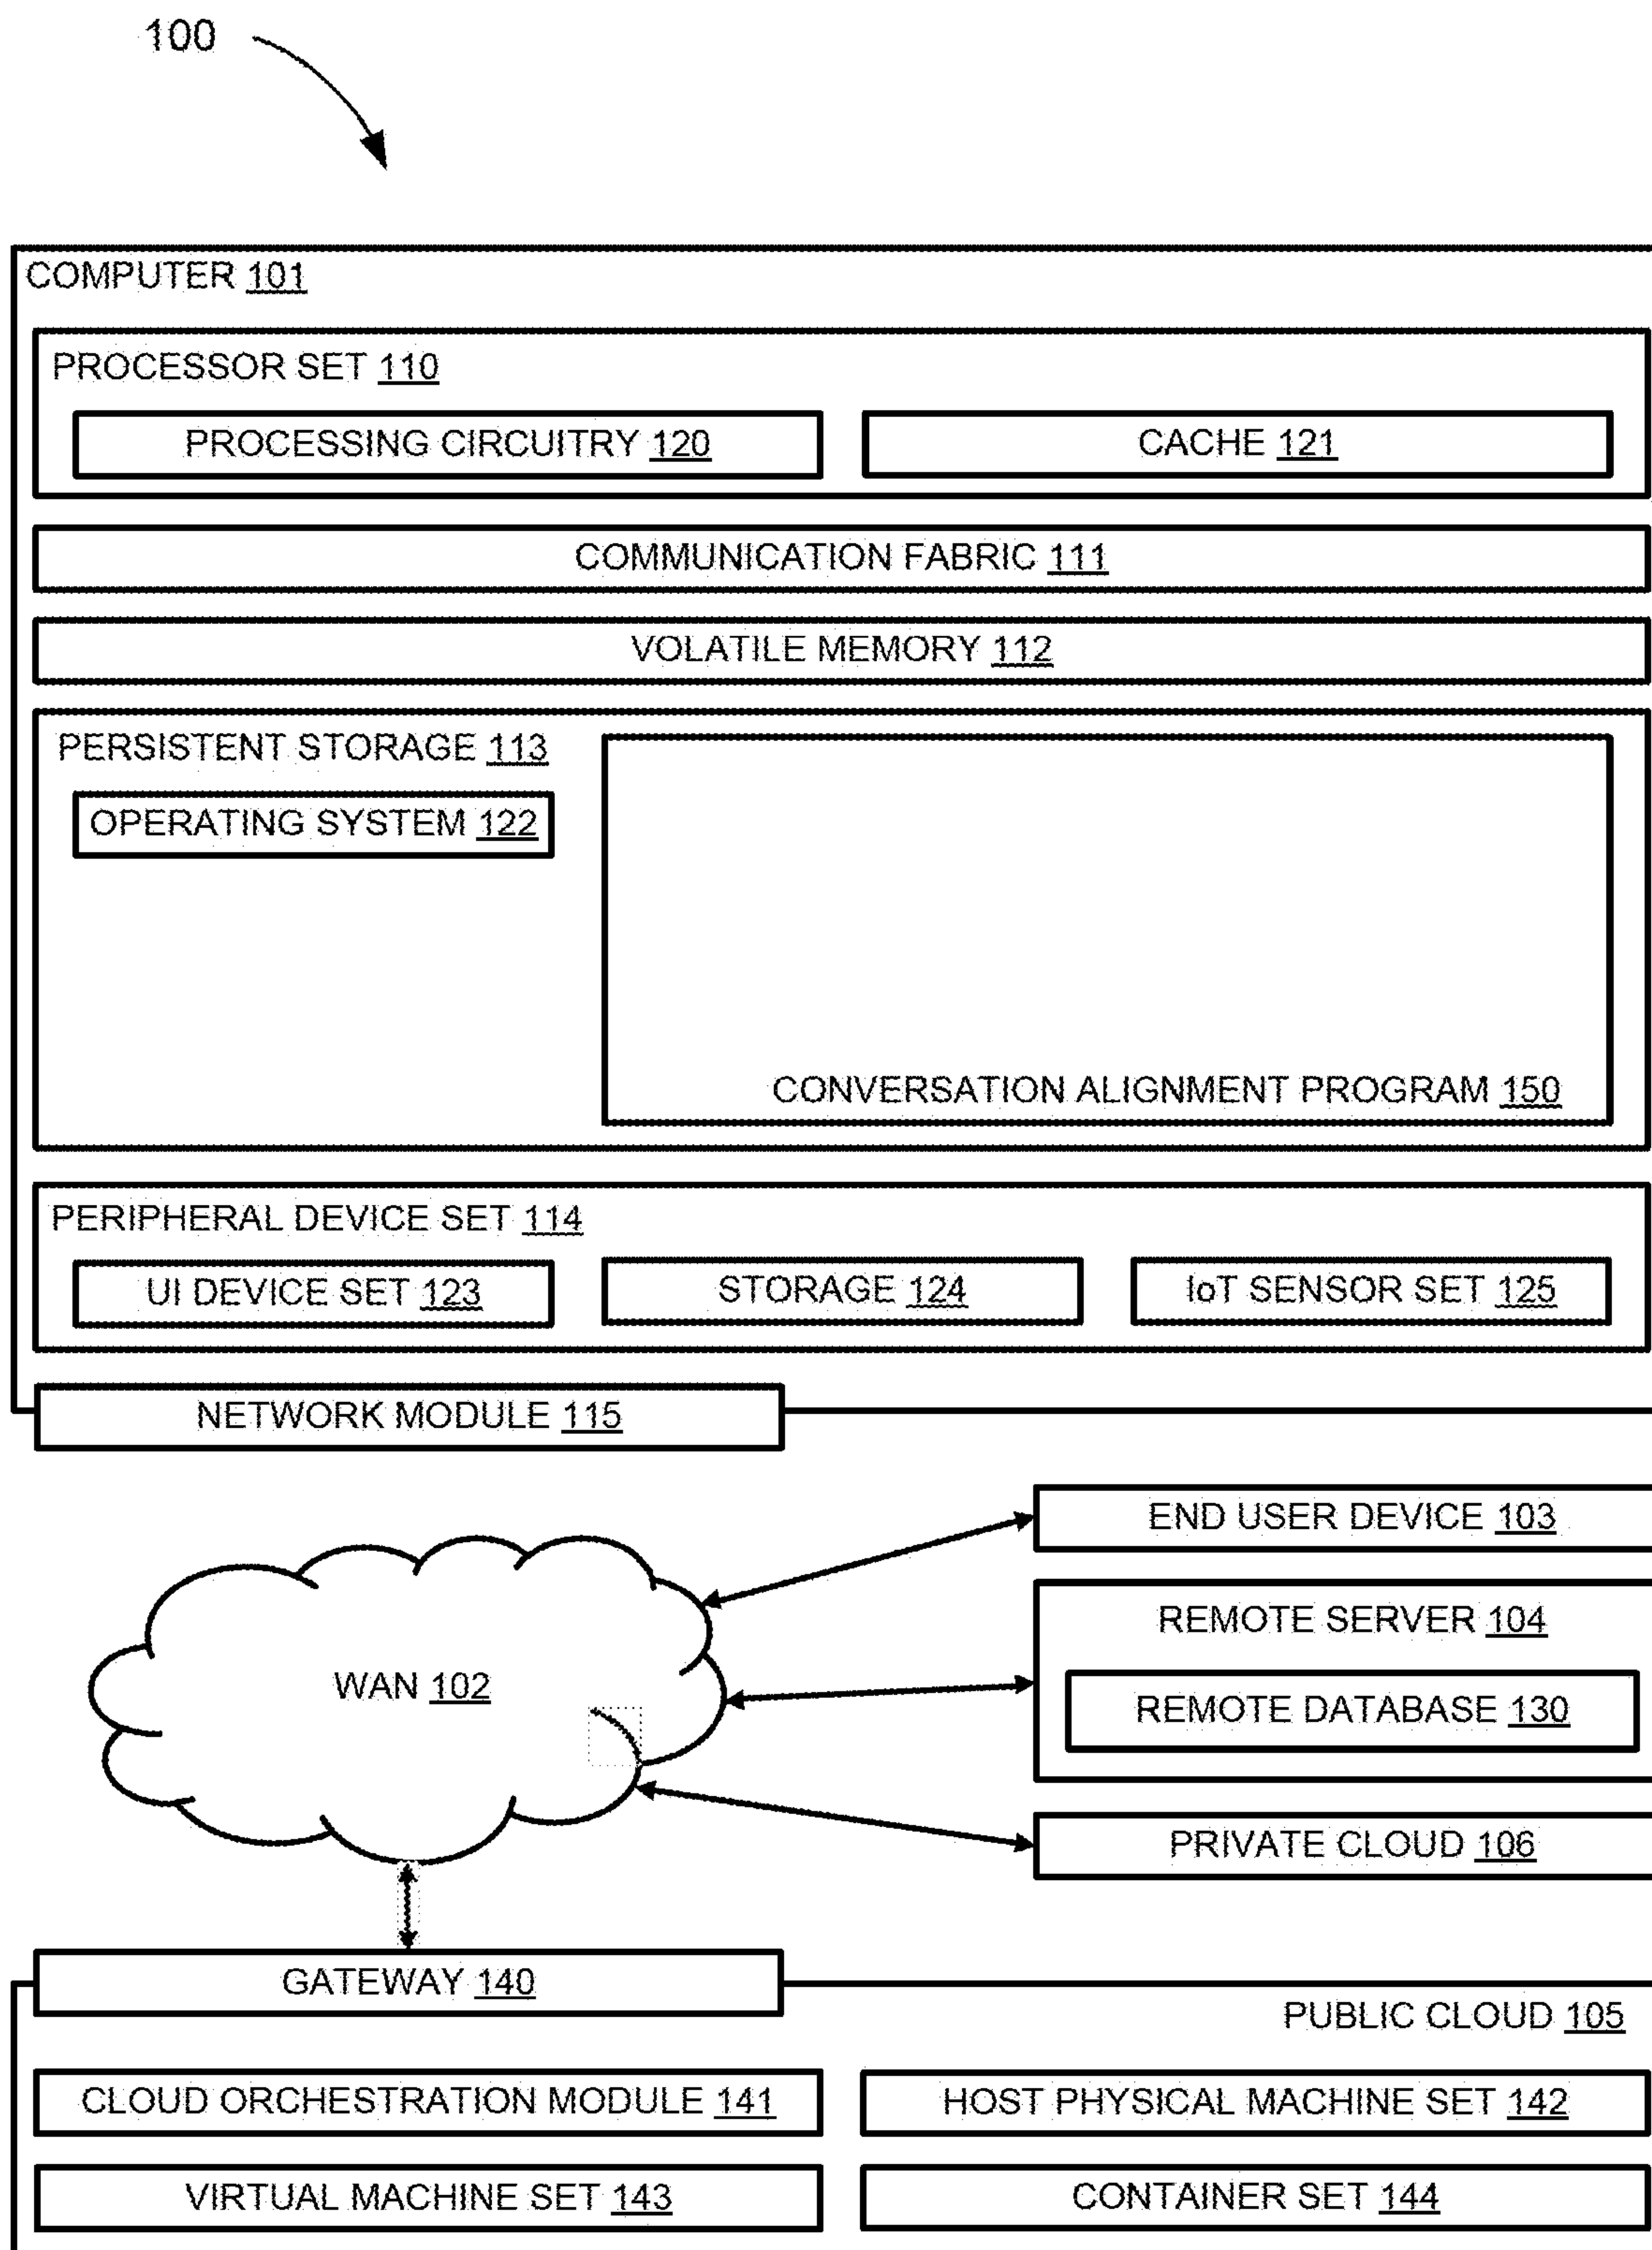 100
COMPUTER 101
PROCESSOR SET 110
PROCESSING CIRCUITRY 120
CACHE 121
COMMUNICATION FABRIC 111
VOLATILE MEMORY 112
PERSISTENT STORAGE 113
OPERATING SYSTEM 122
CONVERSATION ALIGNMENT PROGRAM 150
PERIPHERAL DEVICE SET 114
UI DEVICE SET 123
STORAGE 124
IoT SENSOR SET 125
NETWORK MODULE 115
END USER DEVICE 103
REMOTE SERVER 104
WAN 102
REMOTE DATABASE 130
PRIVATE CLOUD 106
GATEWAY 140
PUBLIC CLOUD 105
CLOUD ORCHESTRATION MODULE 141
HOST PHYSICAL MACHINE SET 142
VIRTUAL MACHINE SET 143
CONTAINER SET 144